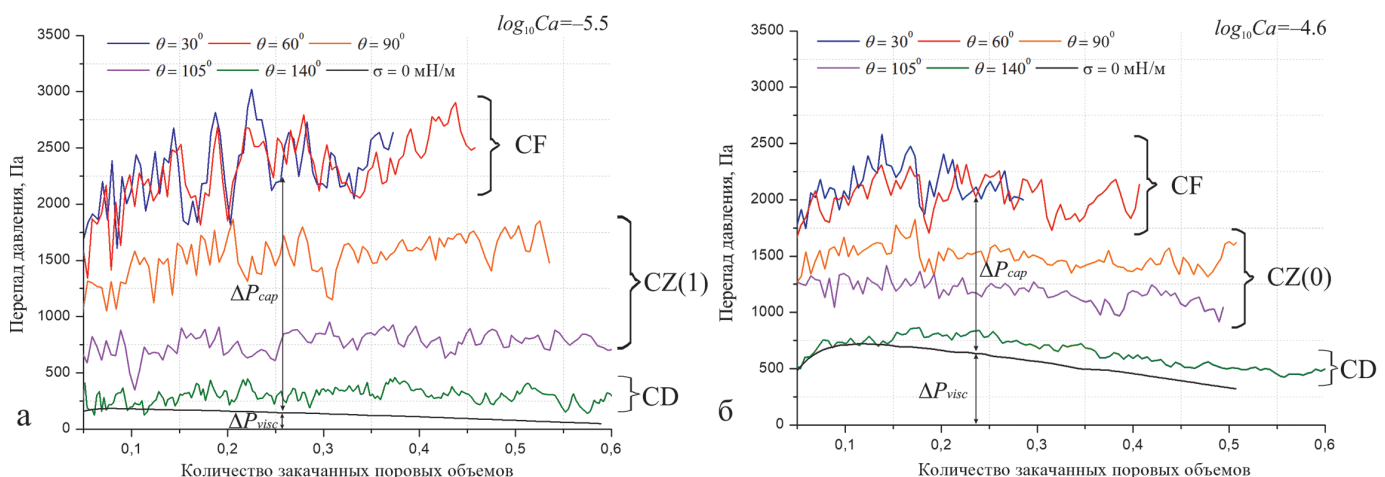 log₁₀Ca=–5.5
3500
θ = 30⁰ θ = 60⁰ θ = 90⁰
θ = 105⁰ θ = 140⁰ σ = 0 мН/м
3000
2500
2000
1500
1000
500
0
Перепад давления, Па
CF
CZ(1)
CD
ΔPcap
ΔPvisc
а
0,1 0,2 0,3 0,4 0,5 0,6
Количество закачанных поровых объемов
log₁₀Ca=–4.6
3500
θ = 30⁰ θ = 60⁰ θ = 90⁰
θ = 105⁰ θ = 140⁰ σ = 0 мН/м
3000
2500
2000
1500
1000
500
0
Перепад давления, Па
CF
CZ(0)
CD
ΔPcap
ΔPvisc
б
0,1 0,2 0,3 0,4 0,5 0,6
Количество закачанных поровых объемов